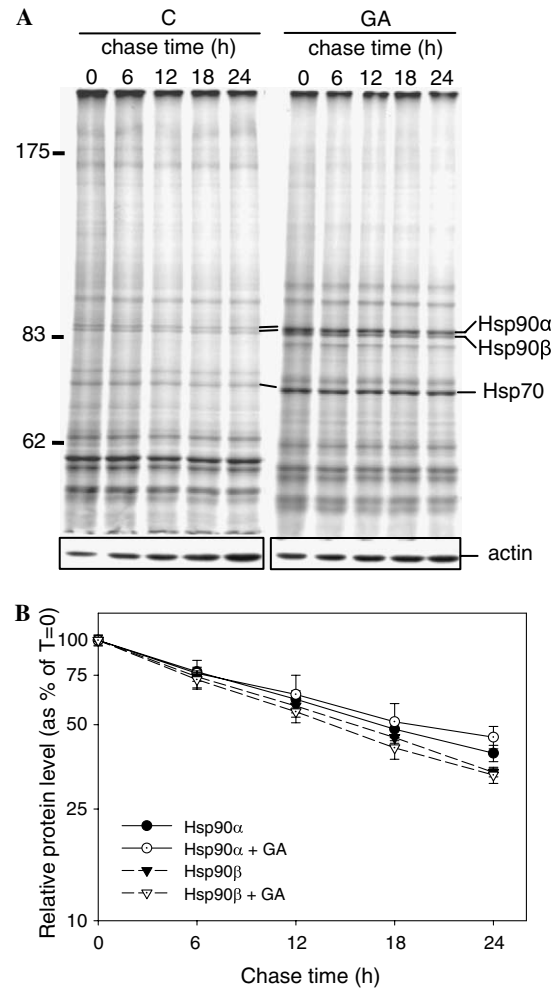 A
C
GA
chase time (h)
chase time (h)
0 6 12 18 24
0 6 12 18 24
175
83
62
Hsp90α
Hsp90β
Hsp70
actin
B
Relative protein level (as % of T=0)
100
75
50
25
10
Hsp90α
Hsp90α + GA
Hsp90β
Hsp90β + GA
0 6 12 18 24
Chase time (h)